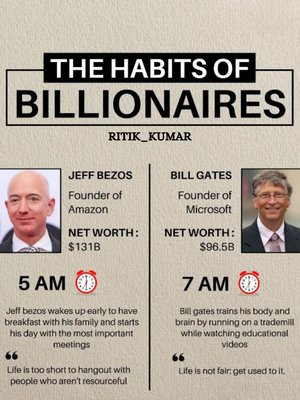 THE HABITS OF
BILLIONAIRES
RITIK_KUMAR
JEFF BEZOS
Founder of
Amazon
NET WORTH :
$131B
5 AM
Jeff bezos wakes up early to have
breakfast with his family and starts
his day with the most important
meetings
“
Life is too short to hangout with
people who aren't resourceful
BILL GATES
Founder of
Microsoft
NET WORTH :
$96.5B
7 AM
Bill gates trains his body and
brain by running on a trademill
while watching educational
videos
“
Life is not fair: get used to it.